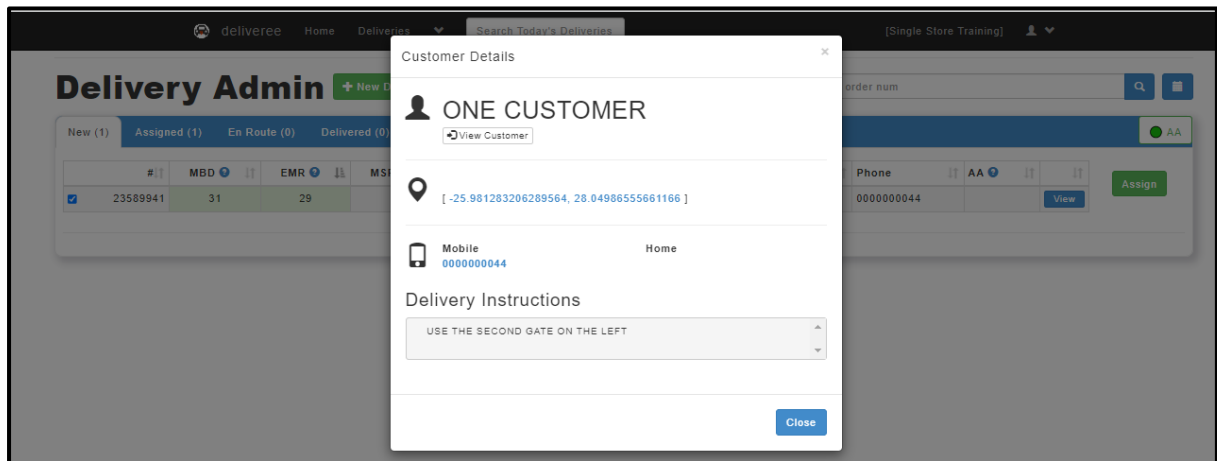 deliveree Home Deliveries Search Today's Deliveries [Single Store Training]
Customer Details ×
Delivery Admin + New D order num
ONE CUSTOMER
View Customer
New (1) Assigned (1) En Route (0) Delivered (0) AA
# MBD EMR MS Phone AA
23589941 31 29 0000000044 View Assign
[ -25.981283206289564, 28.04986555661166 ]
Mobile Home
0000000044
Delivery Instructions
USE THE SECOND GATE ON THE LEFT
Close